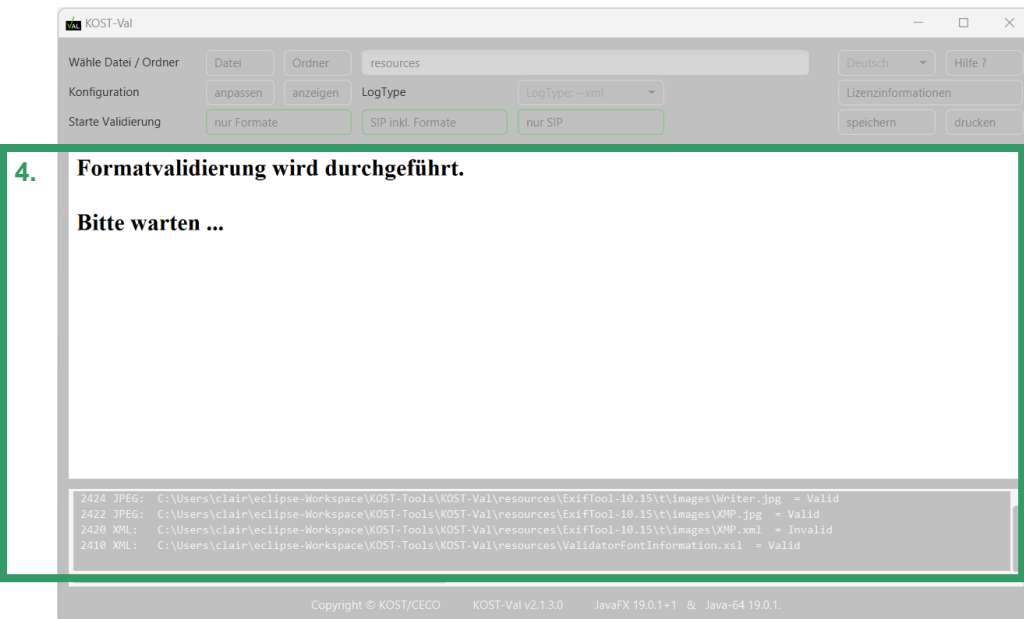 VAL KOST-Val
Wähle Datei / Ordner Datei Ordner resources Deutsch Hilfe ?
Konfiguration anpassen anzeigen LogType LogType: --xml Lizenzinformationen
Starte Validierung nur Formate SIP inkl. Formate nur SIP speichern drucken
4. Formatvalidierung wird durchgeführt.
Bitte warten ...
2424 JPEG: C:\Users\clair\eclipse-Workspace\KOST-Tools\KOST-Val\resources\ExifTool-10.15\t\images\Writer.jpg = Valid
2422 JPEG: C:\Users\clair\eclipse-Workspace\KOST-Tools\KOST-Val\resources\ExifTool-10.15\t\images\XMP.jpg = Valid
2420 XML: C:\Users\clair\eclipse-Workspace\KOST-Tools\KOST-Val\resources\ExifTool-10.15\t\images\XMP.xml = Invalid
2410 XML: C:\Users\clair\eclipse-Workspace\KOST-Tools\KOST-Val\resources\ValidatorFontInformation.xsl = Valid
Copyright © KOST/CECO KOST-Val v2.1.3.0 JavaFX 19.0.1+1 & Java-64 19.0.1.